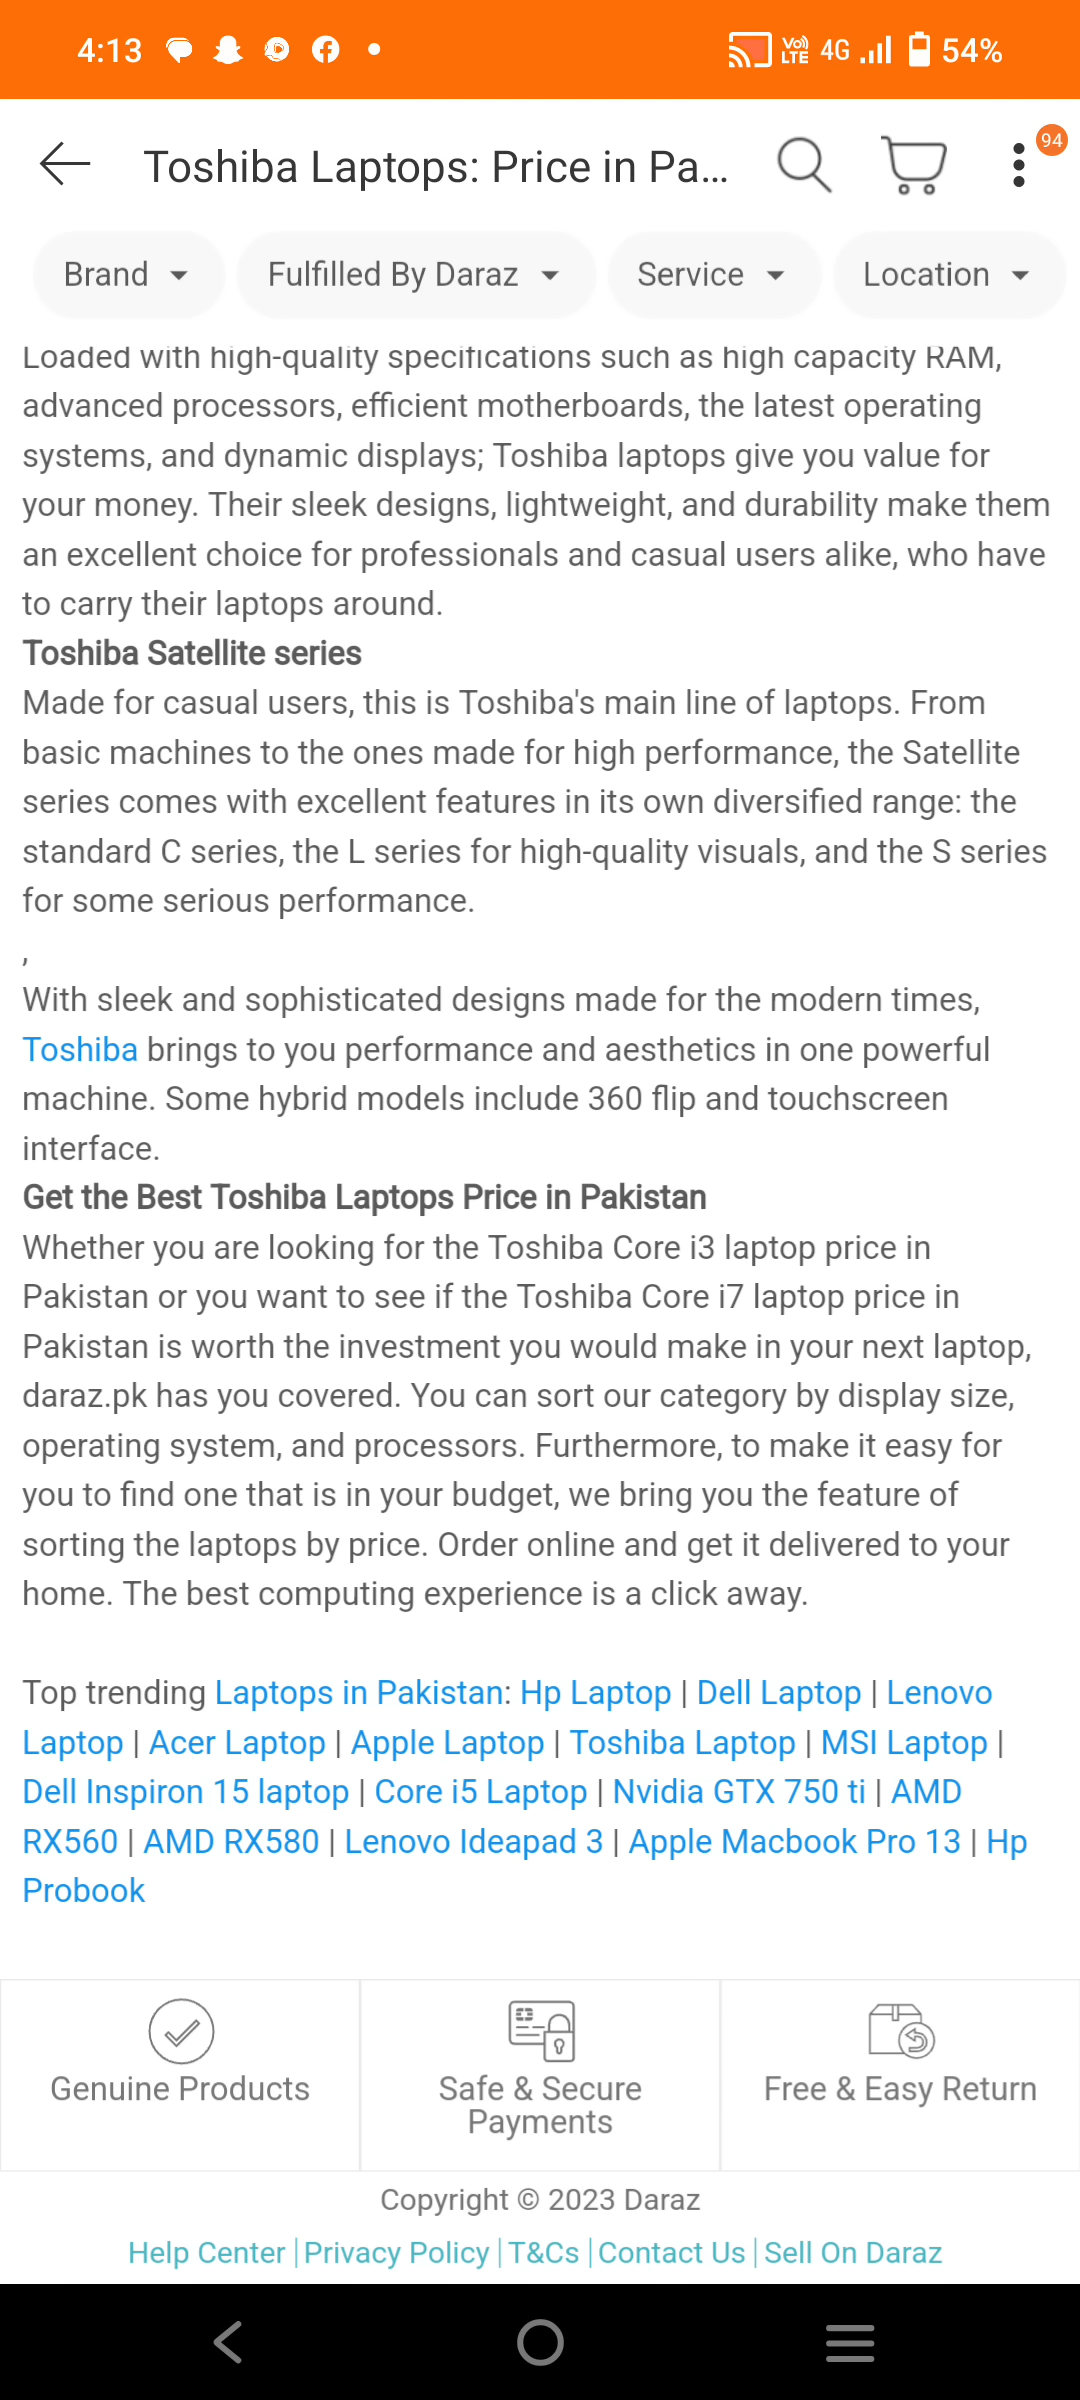 4:13 VoLTE 4G 54%
Toshiba Laptops: Price in Pa... 94
Brand Fulfilled By Daraz Service Location
Loaded with high-quality specifications such as high capacity RAM,
advanced processors, efficient motherboards, the latest operating
systems, and dynamic displays; Toshiba laptops give you value for
your money. Their sleek designs, lightweight, and durability make them
an excellent choice for professionals and casual users alike, who have
to carry their laptops around.
Toshiba Satellite series
Made for casual users, this is Toshiba's main line of laptops. From
basic machines to the ones made for high performance, the Satellite
series comes with excellent features in its own diversified range: the
standard C series, the L series for high-quality visuals, and the S series
for some serious performance.
,
With sleek and sophisticated designs made for the modern times,
Toshiba brings to you performance and aesthetics in one powerful
machine. Some hybrid models include 360 flip and touchscreen
interface.
Get the Best Toshiba Laptops Price in Pakistan
Whether you are looking for the Toshiba Core i3 laptop price in
Pakistan or you want to see if the Toshiba Core i7 laptop price in
Pakistan is worth the investment you would make in your next laptop,
daraz.pk has you covered. You can sort our category by display size,
operating system, and processors. Furthermore, to make it easy for
you to find one that is in your budget, we bring you the feature of
sorting the laptops by price. Order online and get it delivered to your
home. The best computing experience is a click away.
Top trending Laptops in Pakistan: Hp Laptop | Dell Laptop | Lenovo
Laptop | Acer Laptop | Apple Laptop | Toshiba Laptop | MSI Laptop |
Dell Inspiron 15 laptop | Core i5 Laptop | Nvidia GTX 750 ti | AMD
RX560 | AMD RX580 | Lenovo Ideapad 3 | Apple Macbook Pro 13 | Hp
Probook
Genuine Products
Safe & Secure
Payments
Free & Easy Return
Copyright © 2023 Daraz
Help Center | Privacy Policy | T&Cs | Contact Us | Sell On Daraz